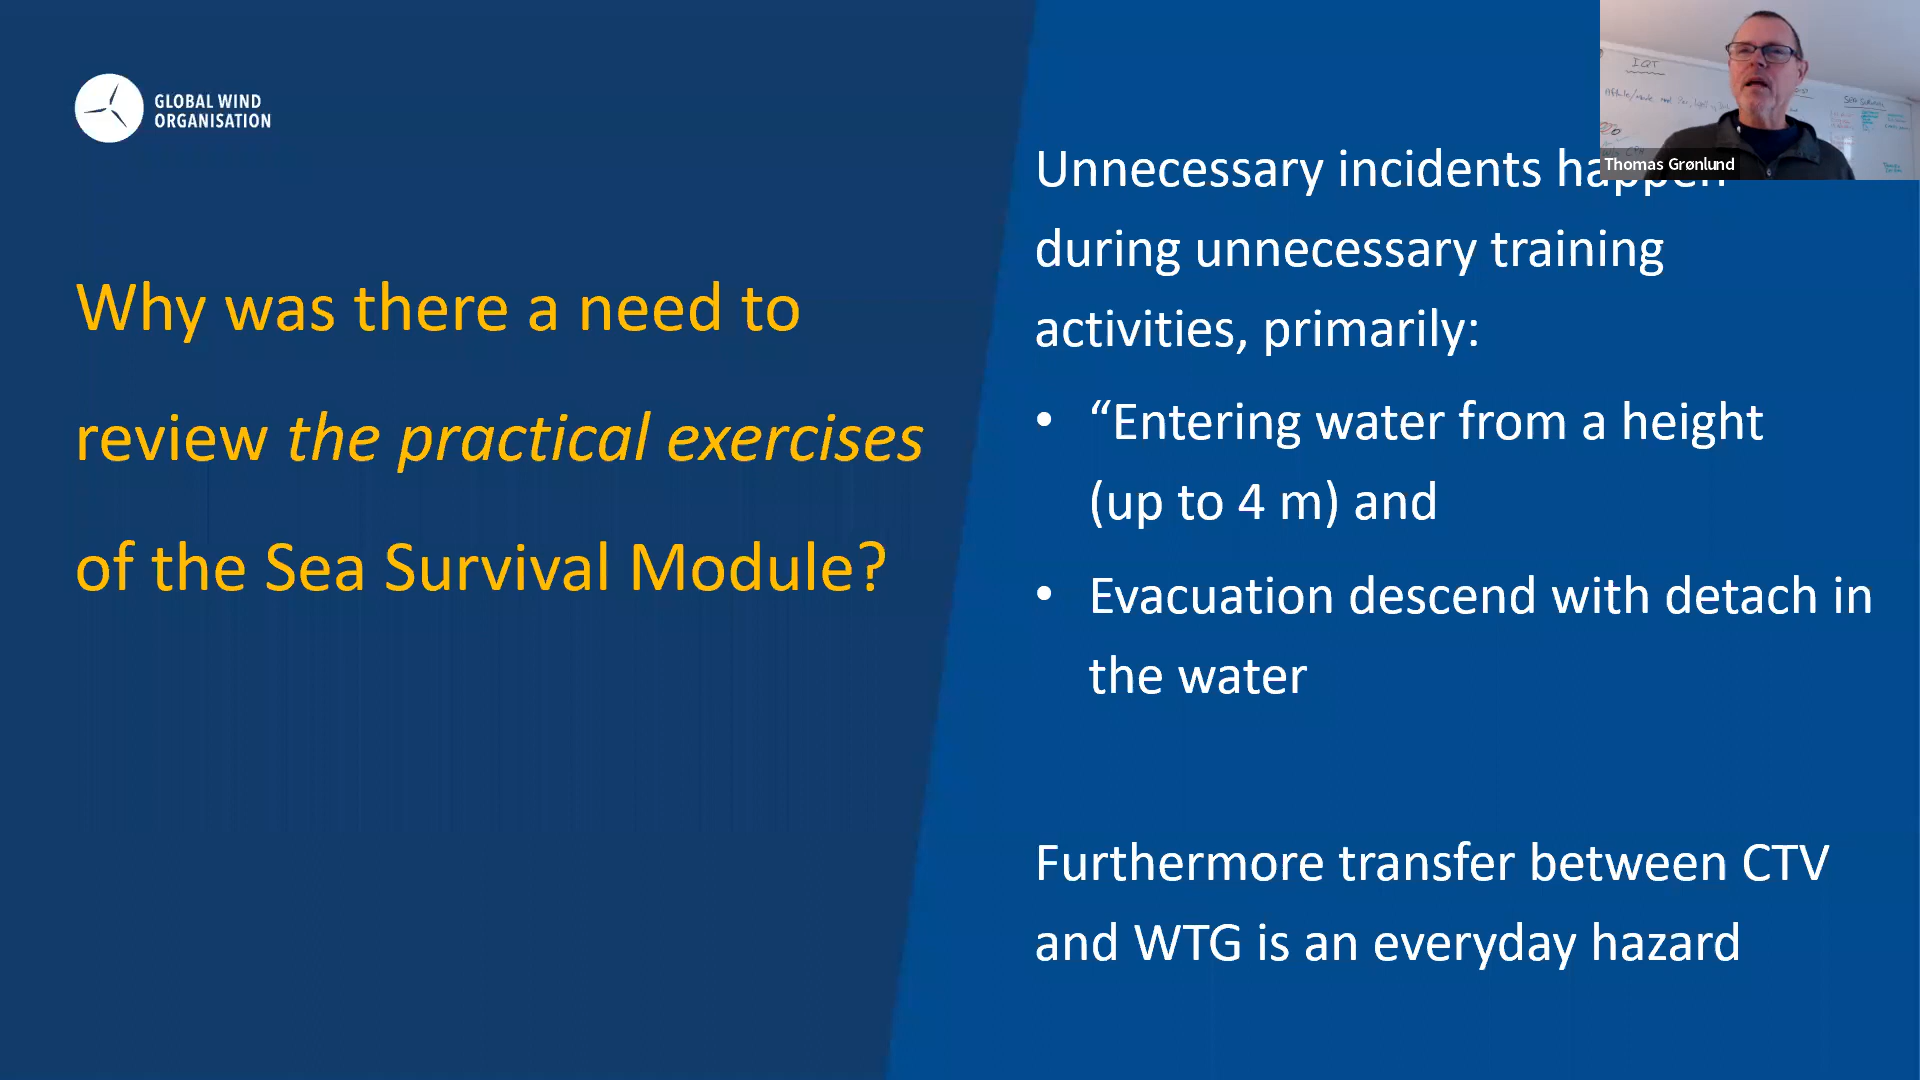 GLOBAL WIND
ORGANISATION
Why was there a need to
review the practical exercises
of the Sea Survival Module?
Unnecessary incidents happen
during unnecessary training
activities, primarily:
• “Entering water from a height
(up to 4 m) and
• Evacuation descend with detach in
the water
Furthermore transfer between CTV
and WTG is an everyday hazard
IQT
Thomas Grønlund